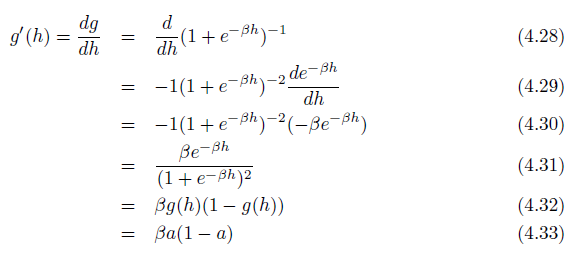 g′(h) = dg/dh = d/dh (1 + e^{−βh})^{−1} (4.28)
= −1(1 + e^{−βh})^{−2} de^{−βh}/dh (4.29)
= −1(1 + e^{−βh})^{−2}(−βe^{−βh}) (4.30)
= βe^{−βh}/(1 + e^{−βh})^2 (4.31)
= βg(h)(1 − g(h)) (4.32)
= βa(1 − a) (4.33)